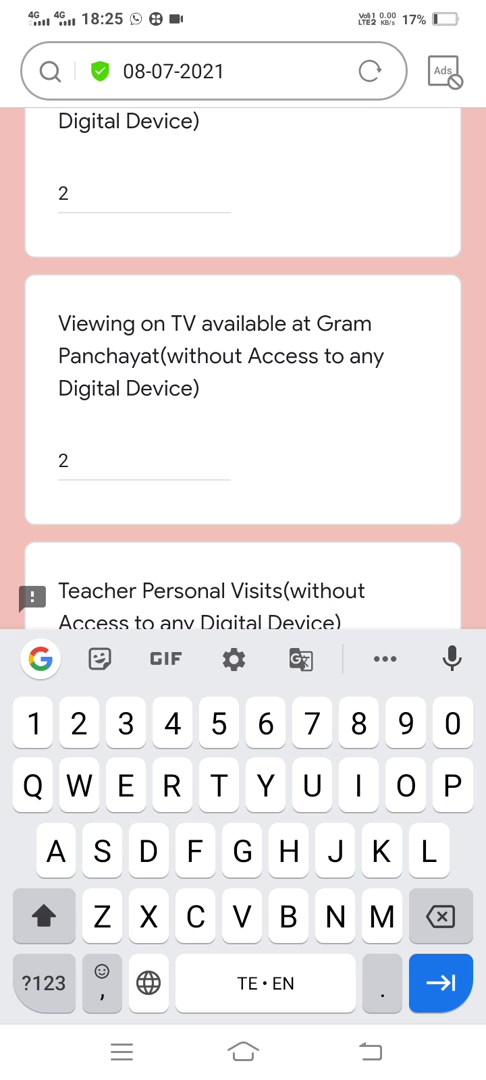 4G 4G 18:25 VoWi1 LTE2 0.00 KB/s 17%
08-07-2021 Ads
Digital Device)
2
Viewing on TV available at Gram
Panchayat(without Access to any
Digital Device)
2
Teacher Personal Visits(without
Access to any Digital Device)
G GIF G
1 2 3 4 5 6 7 8 9 0
Q W E R T Y U I O P
A S D F G H J K L
Z X C V B N M
?123 , TE • EN .